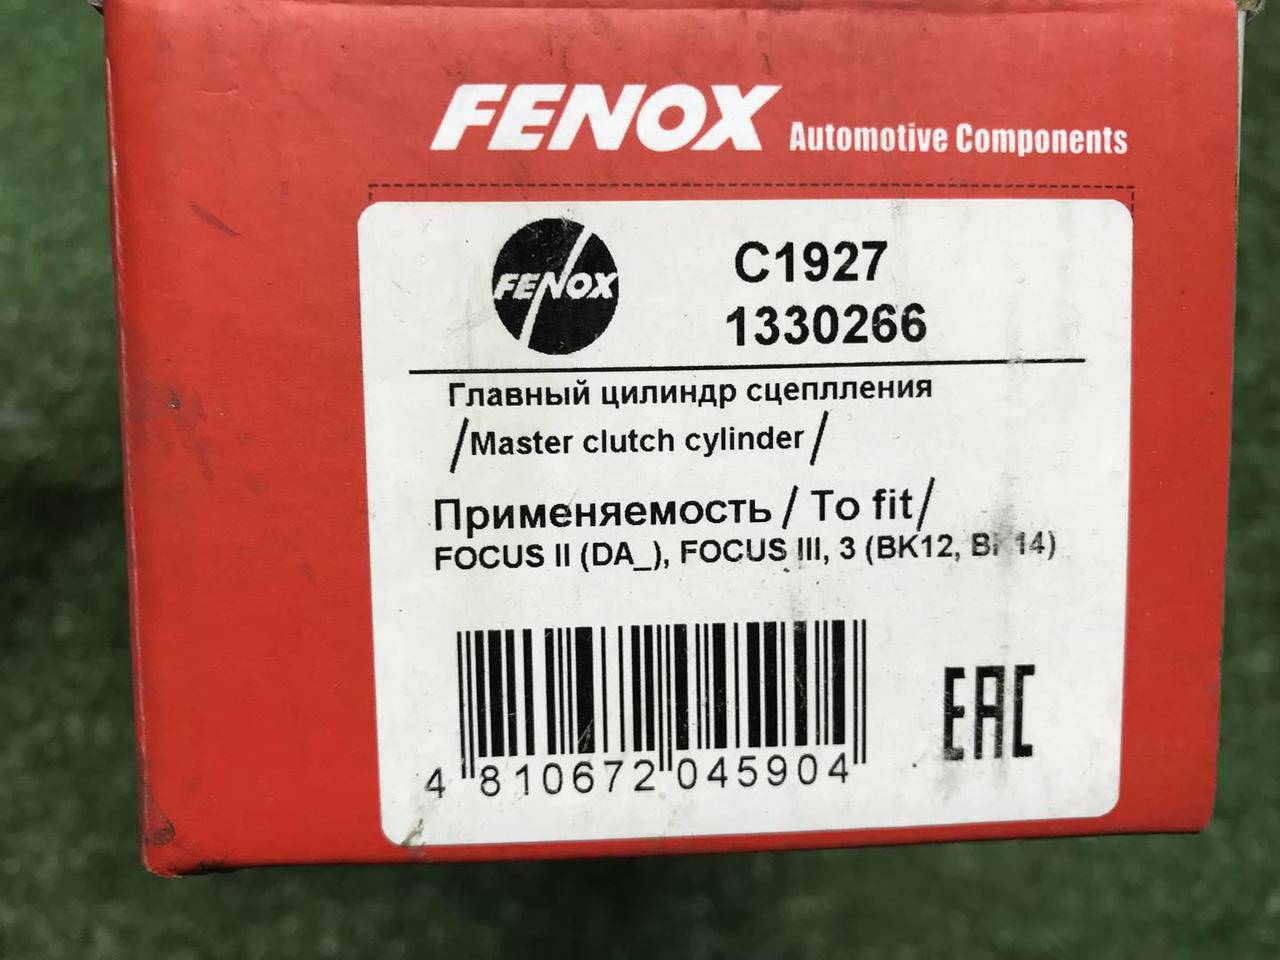 FENOX Automotive Components
FENOX
C1927
1330266
Главный цилиндр сцеплления
/Master clutch cylinder/
Применяемость / To fit/
FOCUS II (DA_), FOCUS III, 3 (BK12, 14)
4 810672 045904
EAC